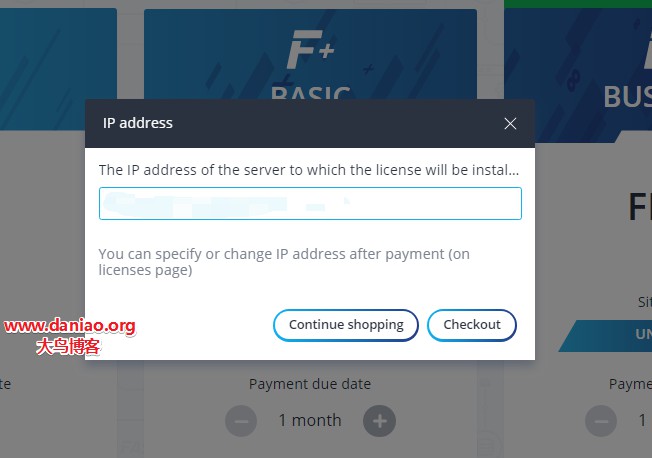 F+
BASIC
BUS
IP address
The IP address of the server to which the license will be instal...
You can specify or change IP address after payment (on
licenses page)
Continue shopping
Checkout
www.daniao.org
大鸟博客
F
Sit
UN
te
Payment due date
Payme
1 month
1